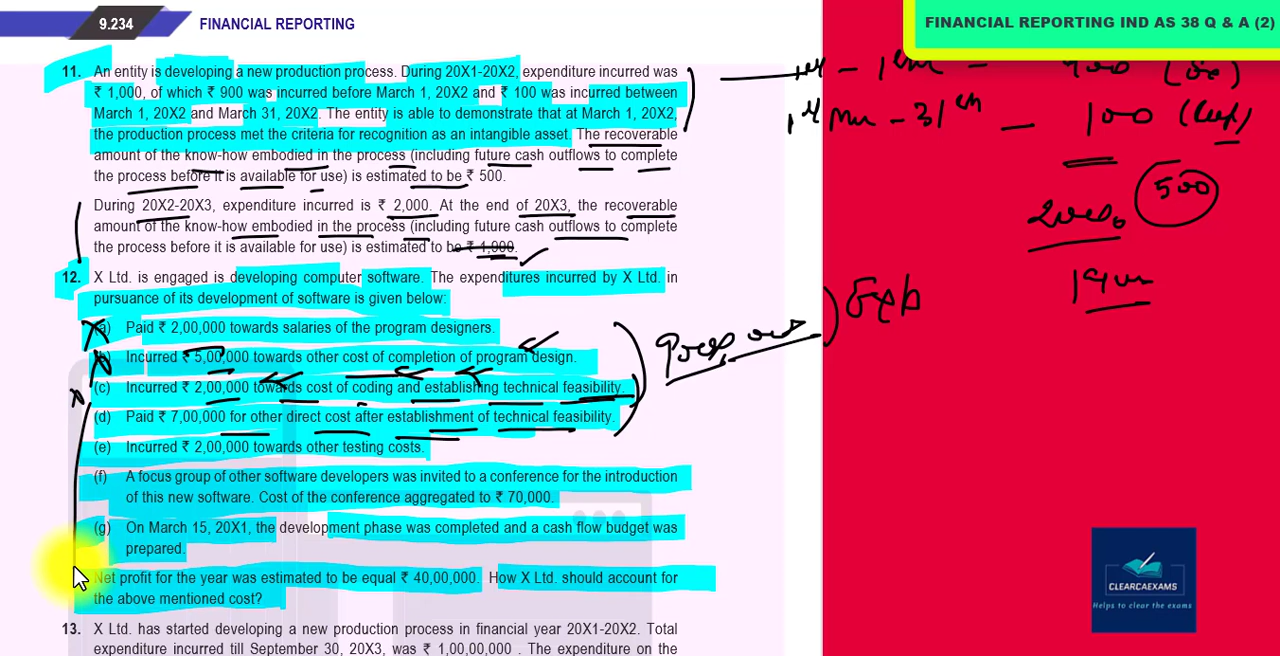 9.234 FINANCIAL REPORTING
FINANCIAL REPORTING IND AS 38 Q & A (2)
11. An entity is developing a new production process. During 20X1-20X2, expenditure incurred was
₹ 1,000, of which ₹ 900 was incurred before March 1, 20X2 and ₹ 100 was incurred between
March 1, 20X2 and March 31, 20X2. The entity is able to demonstrate that at March 1, 20X2,
the production process met the criteria for recognition as an intangible asset. The recoverable
amount of the know-how embodied in the process (including future cash outflows to complete
the process before it is available for use) is estimated to be ₹ 500.
During 20X2-20X3, expenditure incurred is ₹ 2,000. At the end of 20X3, the recoverable
amount of the know-how embodied in the process (including future cash outflows to complete
the process before it is available for use) is estimated to be ₹ 1,900.
12. X Ltd. is engaged is developing computer software. The expenditures incurred by X Ltd. in
pursuance of its development of software is given below:
(a) Paid ₹ 2,00,000 towards salaries of the program designers.
(b) Incurred ₹ 5,00,000 towards other cost of completion of program design.
(c) Incurred ₹ 2,00,000 towards cost of coding and establishing technical feasibility.
(d) Paid ₹ 7,00,000 for other direct cost after establishment of technical feasibility.
(e) Incurred ₹ 2,00,000 towards other testing costs.
(f) A focus group of other software developers was invited to a conference for the introduction
of this new software. Cost of the conference aggregated to ₹ 70,000.
(g) On March 15, 20X1, the development phase was completed and a cash flow budget was
prepared.
Net profit for the year was estimated to be equal ₹ 40,00,000. How X Ltd. should account for
the above mentioned cost?
13. X Ltd. has started developing a new production process in financial year 20X1-20X2. Total
expenditure incurred till September 30, 20X3, was ₹ 1,00,00,000 . The expenditure on the
- 31 - 100
500
CLEARCAEXAMS
Helps to clear the exams